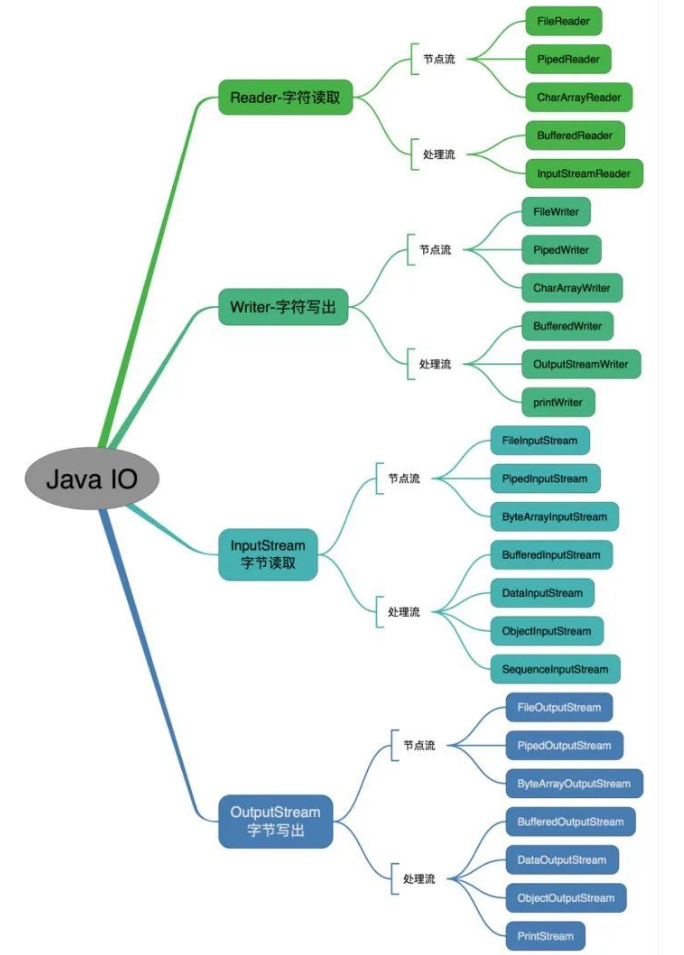 Java IO
Reader-字符读取
节点流
FileReader
PipedReader
CharArrayReader
处理流
BufferedReader
InputStreamReader
Writer-字符写出
节点流
FileWriter
PipedWriter
CharArrayWriter
处理流
BufferedWriter
OutputStreamWriter
printWriter
InputStream
字节读取
节点流
FileInputStream
PipedInputStream
ByteArrayInputStream
处理流
BufferedInputStream
DataInputStream
ObjectInputStream
SequenceInputStream
OutputStream
字节写出
节点流
FileOutputStream
PipedOutputStream
ByteArrayOutputStream
处理流
BufferedOutputStream
DataOutputStream
ObjectOutputStream
PrintStream